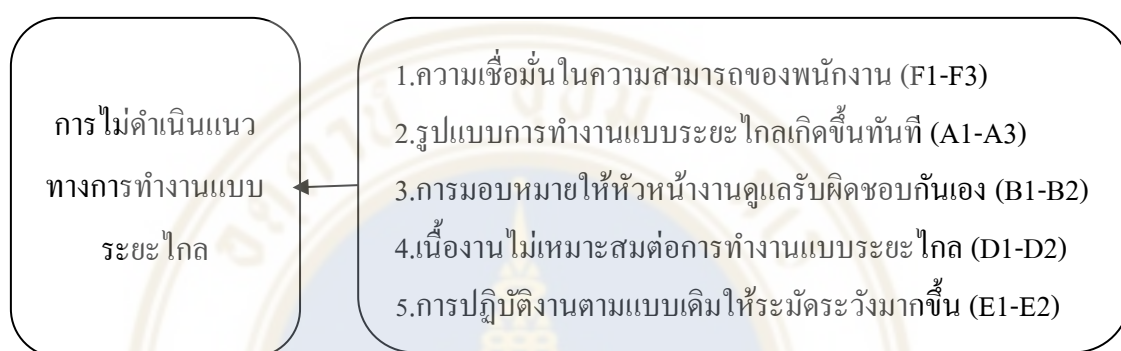 การไม่ดำเนินแนว
ทางการทำงานแบบ
ระยะไกล
1.ความเชื่อมั่นในความสามารถของพนักงาน (F1-F3)
2.รูปแบบการทำงานแบบระยะไกลเกิดขึ้นทันที (A1-A3)
3.การมอบหมายให้หัวหน้างานดูแลรับผิดชอบกันเอง (B1-B2)
4.เนื้องานไม่เหมาะสมต่อการทำงานแบบระยะไกล (D1-D2)
5.การปฏิบัติงานตามแบบเดิมให้ระมัดระวังมากขึ้น (E1-E2)